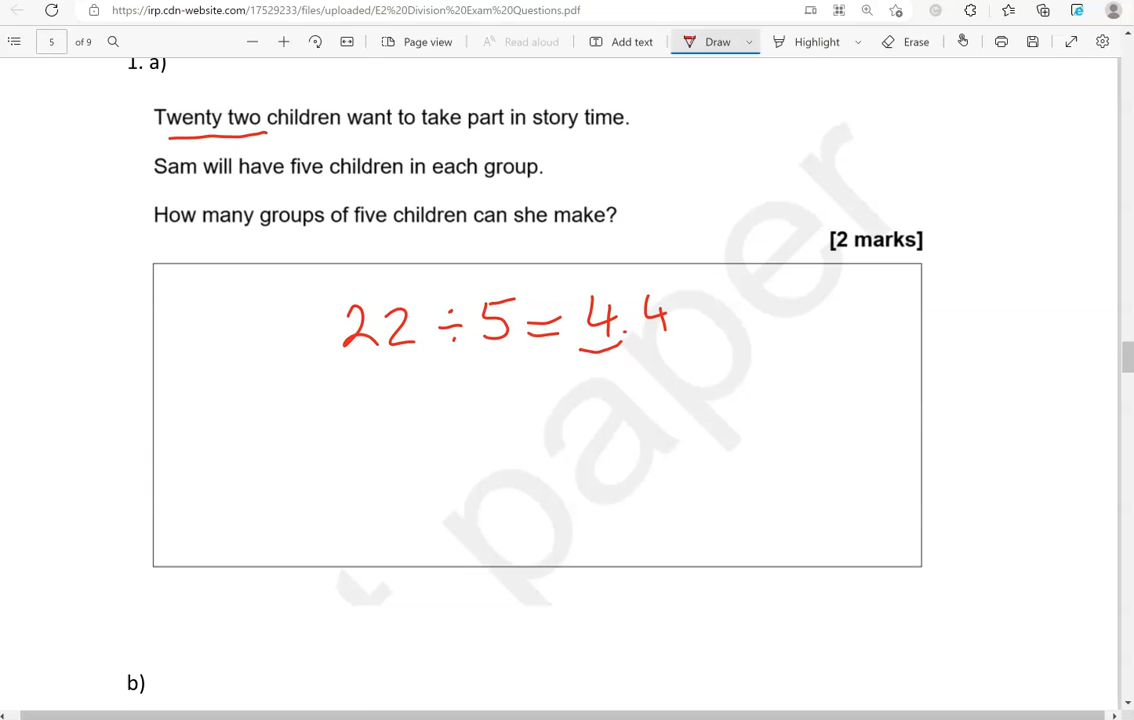 https://irp.cdn-website.com/17529233/files/uploaded/E2%20Division%20Exam%20Questions.pdf
5 of 9 Page view Read aloud Add text Draw Highlight Erase
1. a)
Twenty two children want to take part in story time.
Sam will have five children in each group.
How many groups of five children can she make?
[2 marks]
22 ÷ 5 = 4.4
paper
b)